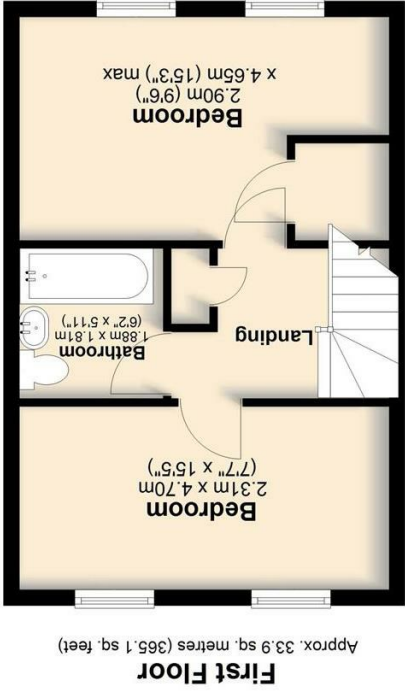 First Floor
Approx. 33.9 sq. metres (365.1 sq. feet)
Bedroom
2.31m x 4.70m
(7'7" x 15'5")
Landing
Bathroom
1.88m x 1.81m
(6'2" x 5'11")
Bedroom
2.90m (9'6")
x 4.65m (15'3") max